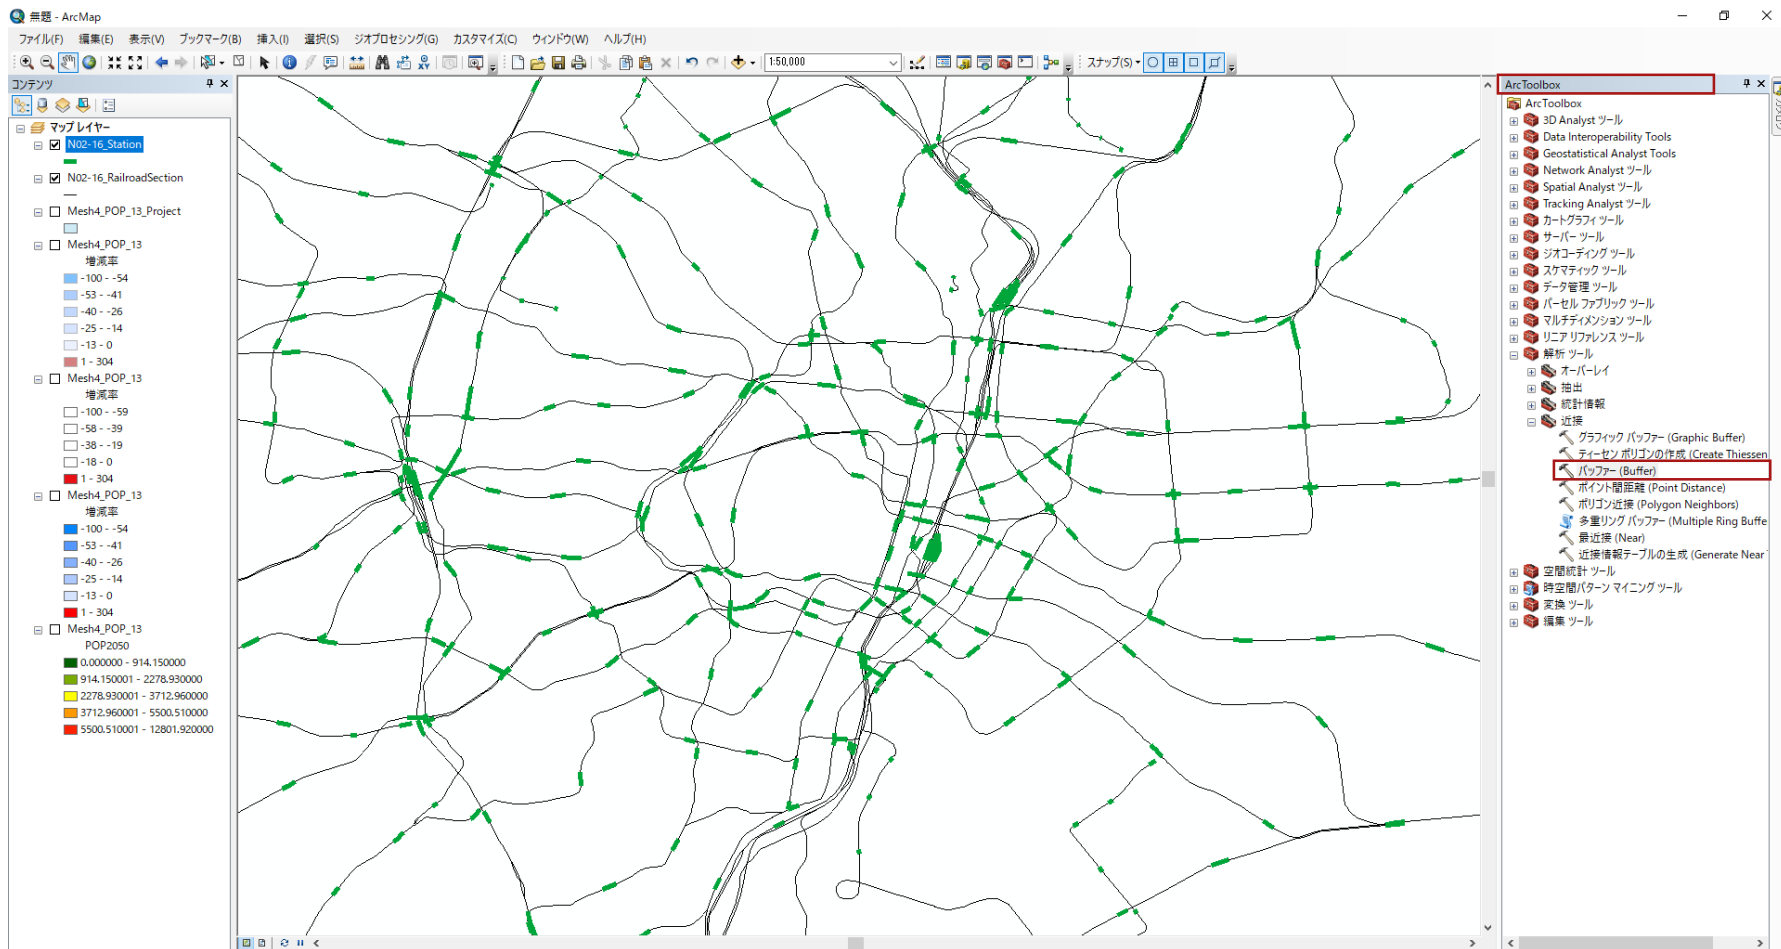 無題 - ArcMap
ファイル(F) 編集(E) 表示(V) ブックマーク(B) 挿入(I) 選択(S) ジオプロセシング(G) カスタマイズ(C) ウィンドウ(W) ヘルプ(H)
1:50,000
スナップ(S)
コンテンツ
マップ レイヤー
N02-16_Station
N02-16_RailroadSection
Mesh4_POP_13_Project
Mesh4_POP_13
増減率
-100 - -54
-53 - -41
-40 - -26
-25 - -14
-13 - 0
1 - 304
Mesh4_POP_13
増減率
-100 - -59
-58 - -39
-38 - -19
-18 - 0
1 - 304
Mesh4_POP_13
増減率
-100 - -54
-53 - -41
-40 - -26
-25 - -14
-13 - 0
1 - 304
Mesh4_POP_13
POP2050
0.000000 - 914.150000
914.150001 - 2278.930000
2278.930001 - 3712.960000
3712.960001 - 5500.510000
5500.510001 - 12801.920000
ArcToolbox
ArcToolbox
3D Analyst ツール
Data Interoperability Tools
Geostatistical Analyst Tools
Network Analyst ツール
Spatial Analyst ツール
Tracking Analyst ツール
カートグラフィ ツール
サーバー ツール
ジオコーディング ツール
スケマティック ツール
データ管理 ツール
パーセル ファブリック ツール
マルチディメンション ツール
リニア リファレンス ツール
解析 ツール
オーバーレイ
抽出
統計情報
近接
グラフィック バッファー (Graphic Buffer)
ティーセン ポリゴンの作成 (Create Thiessen
バッファー (Buffer)
ポイント間距離 (Point Distance)
ポリゴン近接 (Polygon Neighbors)
多重リング バッファー (Multiple Ring Buffe
最近接 (Near)
近接情報テーブルの生成 (Generate Near
空間統計 ツール
時空間パターン マイニング ツール
変換 ツール
編集 ツール